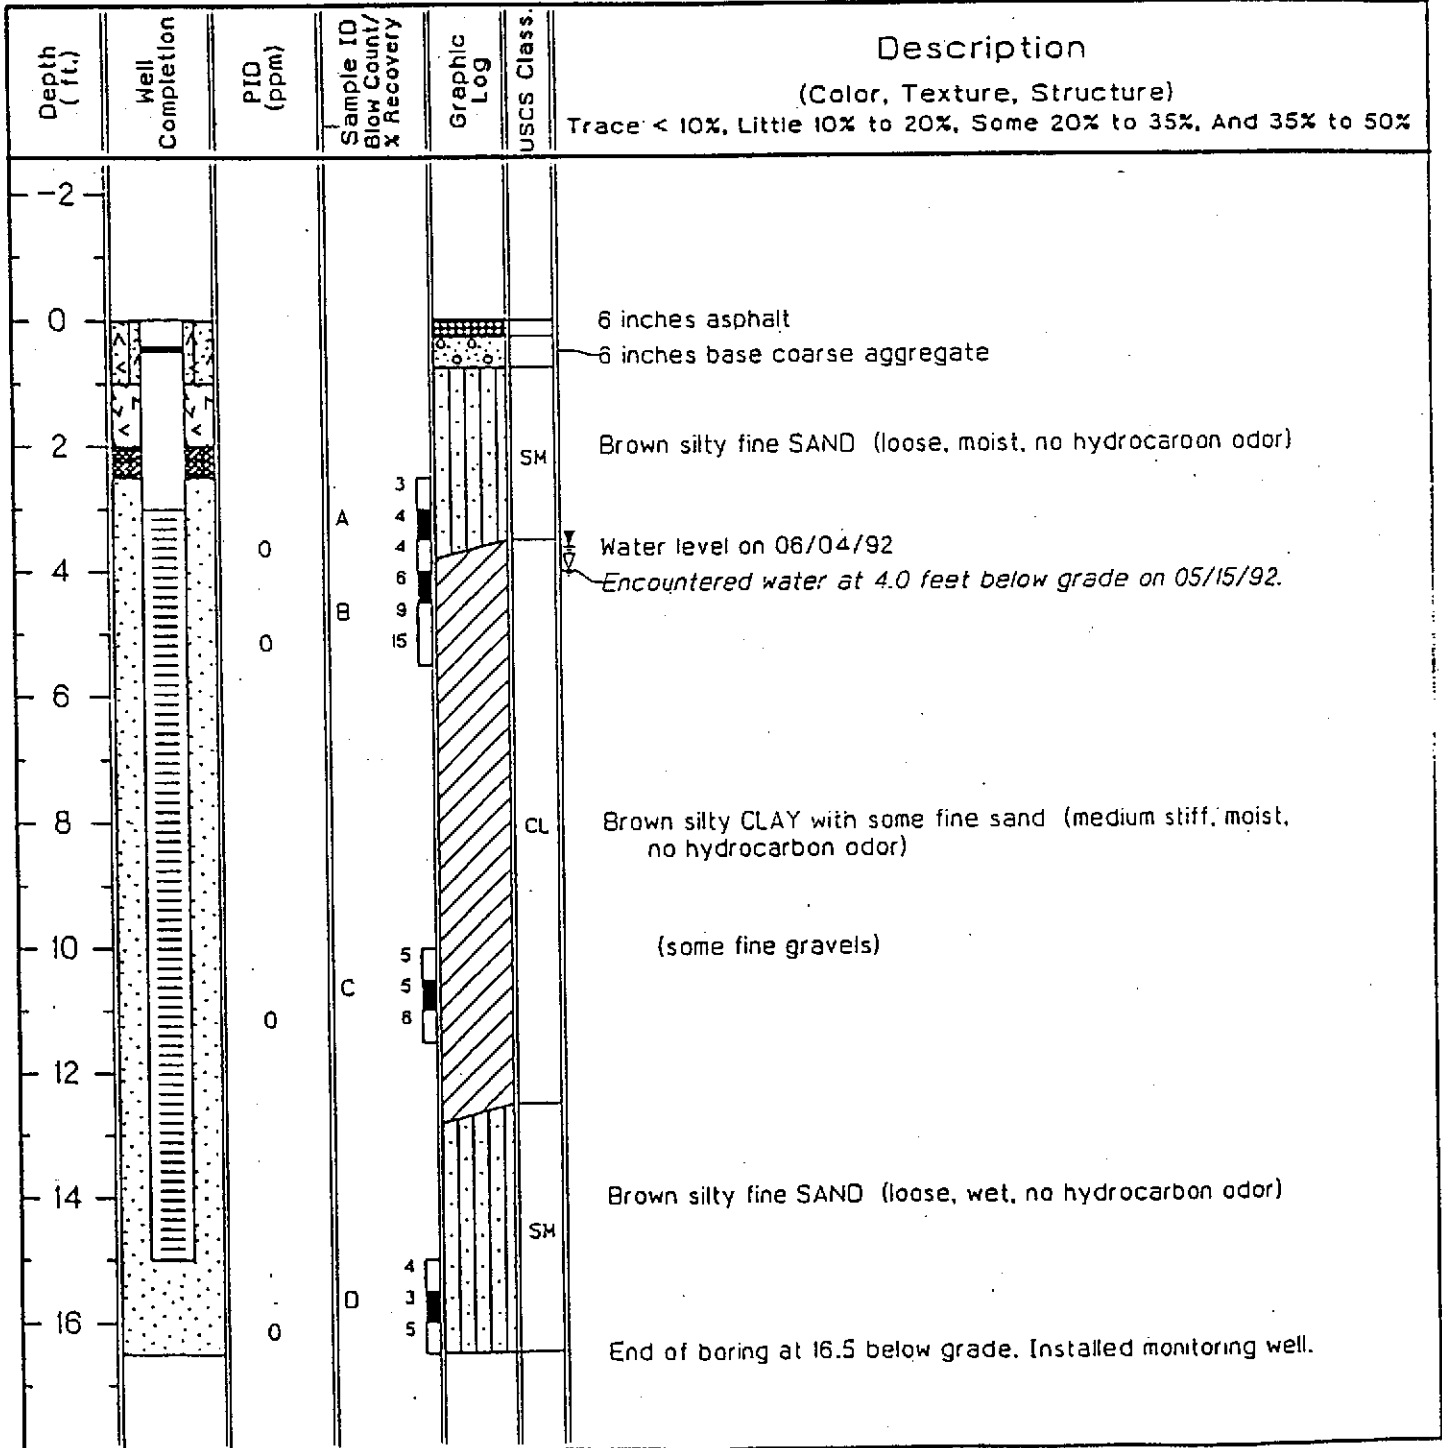 Depth
(ft.)
Well
Completion
PID
(ppm)
Sample ID
Blow Count/
% Recovery
Graphic
Log
USCS Class.
Description
(Color, Texture, Structure)
Trace < 10%, Little 10% to 20%, Some 20% to 35%, And 35% to 50%
-2
0
6 inches asphalt
6 inches base coarse aggregate
2
SM
Brown silty fine SAND (loose, moist, no hydrocaroon odor)
3
A
4
0
4
Water level on 06/04/92
4
6
Encountered water at 4.0 feet below grade on 05/15/92.
B
9
0
15
6
8
CL
Brown silty CLAY with some fine sand (medium stiff, moist,
no hydrocarbon odor)
10
5
(some fine gravels)
C
5
0
6
12
14
Brown silty fine SAND (loose, wet, no hydrocarbon odor)
SM
4
D
3
16
0
5
End of boring at 16.5 below grade. Installed monitoring well.